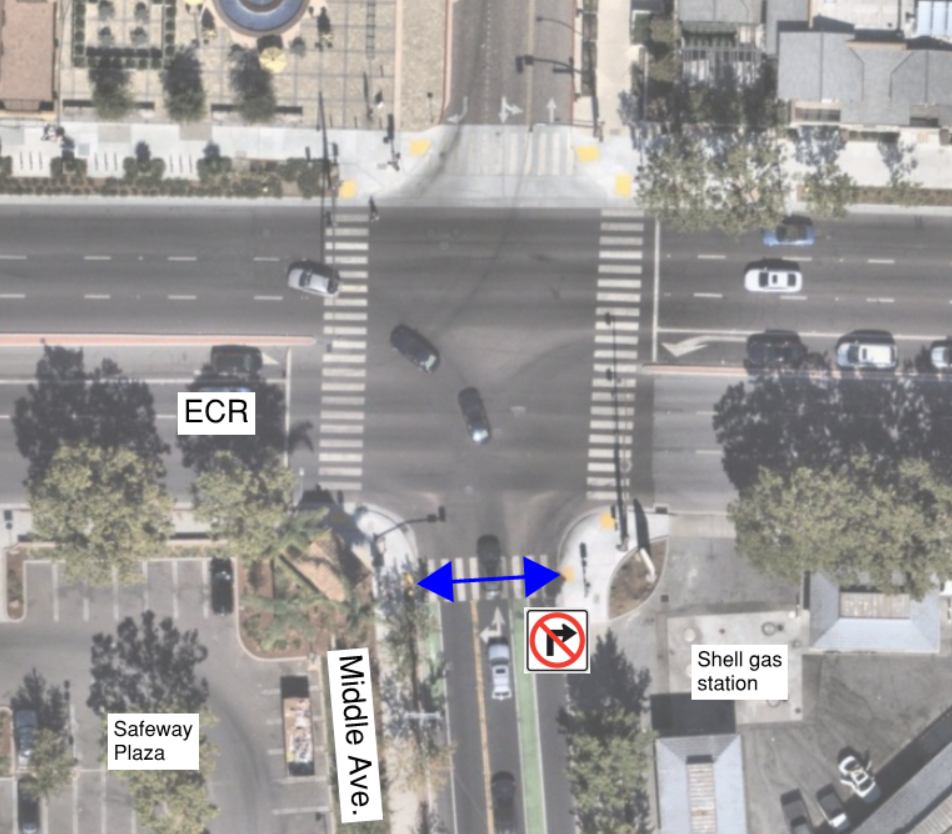 ECR
Middle Ave.
Shell gas
station
Safeway
Plaza